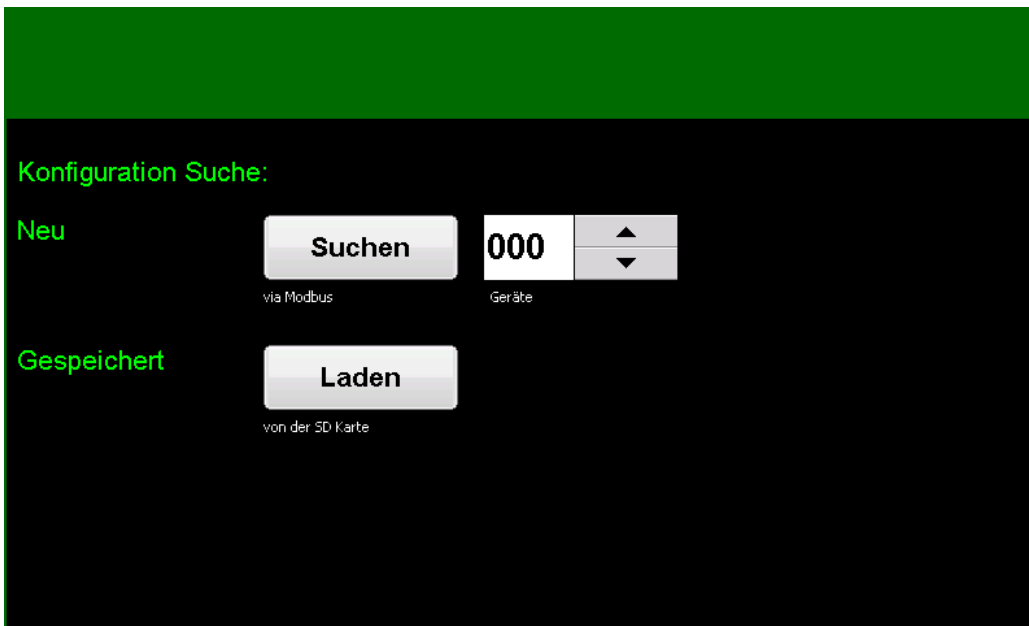 Konfiguration Suche:
Neu
Suchen
000
via Modbus
Geräte
Gespeichert
Laden
von der SD Karte